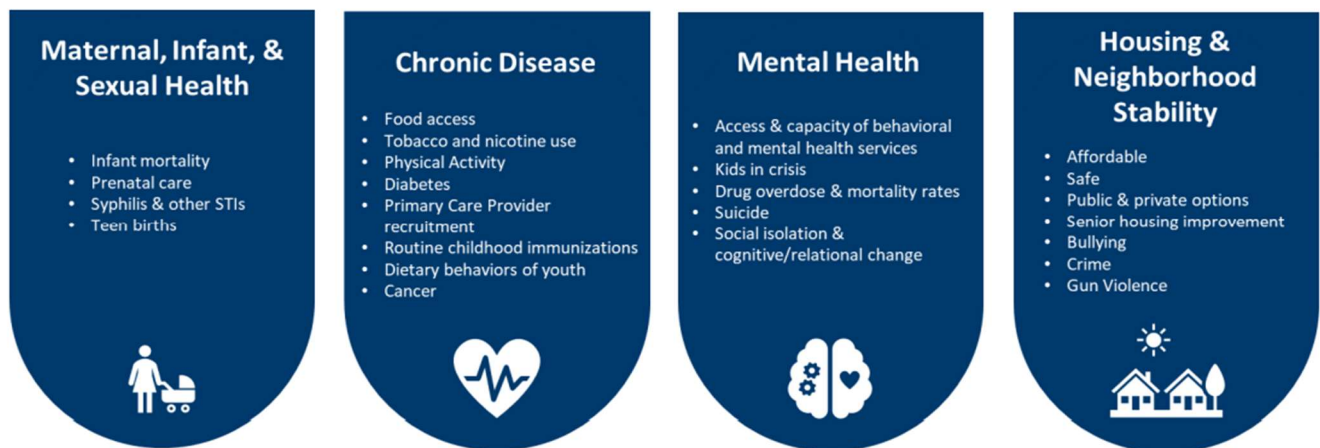 Maternal, Infant, &
Sexual Health
• Infant mortality
• Prenatal care
• Syphilis & other STIs
• Teen births
Chronic Disease
• Food access
• Tobacco and nicotine use
• Physical Activity
• Diabetes
• Primary Care Provider
recruitment
• Routine childhood immunizations
• Dietary behaviors of youth
• Cancer
Mental Health
• Access & capacity of behavioral
and mental health services
• Kids in crisis
• Drug overdose & mortality rates
• Suicide
• Social isolation &
cognitive/relational change
Housing &
Neighborhood
Stability
• Affordable
• Safe
• Public & private options
• Senior housing improvement
• Bullying
• Crime
• Gun Violence